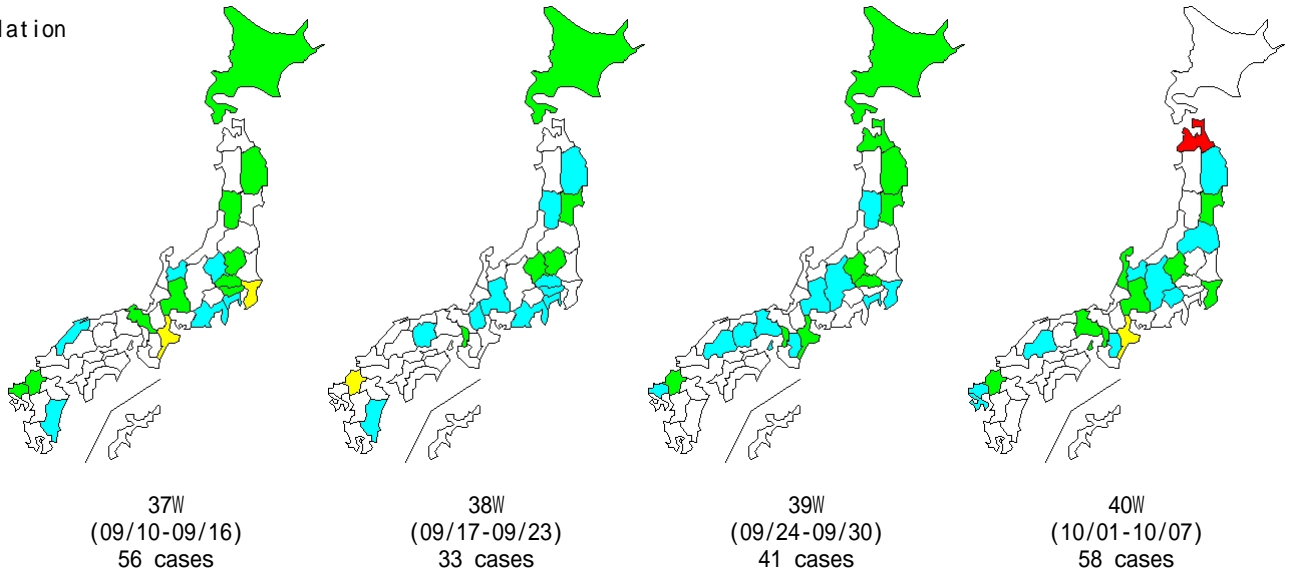 lation
37W
(09/10-09/16)
56 cases
38W
(09/17-09/23)
33 cases
39W
(09/24-09/30)
41 cases
40W
(10/01-10/07)
58 cases